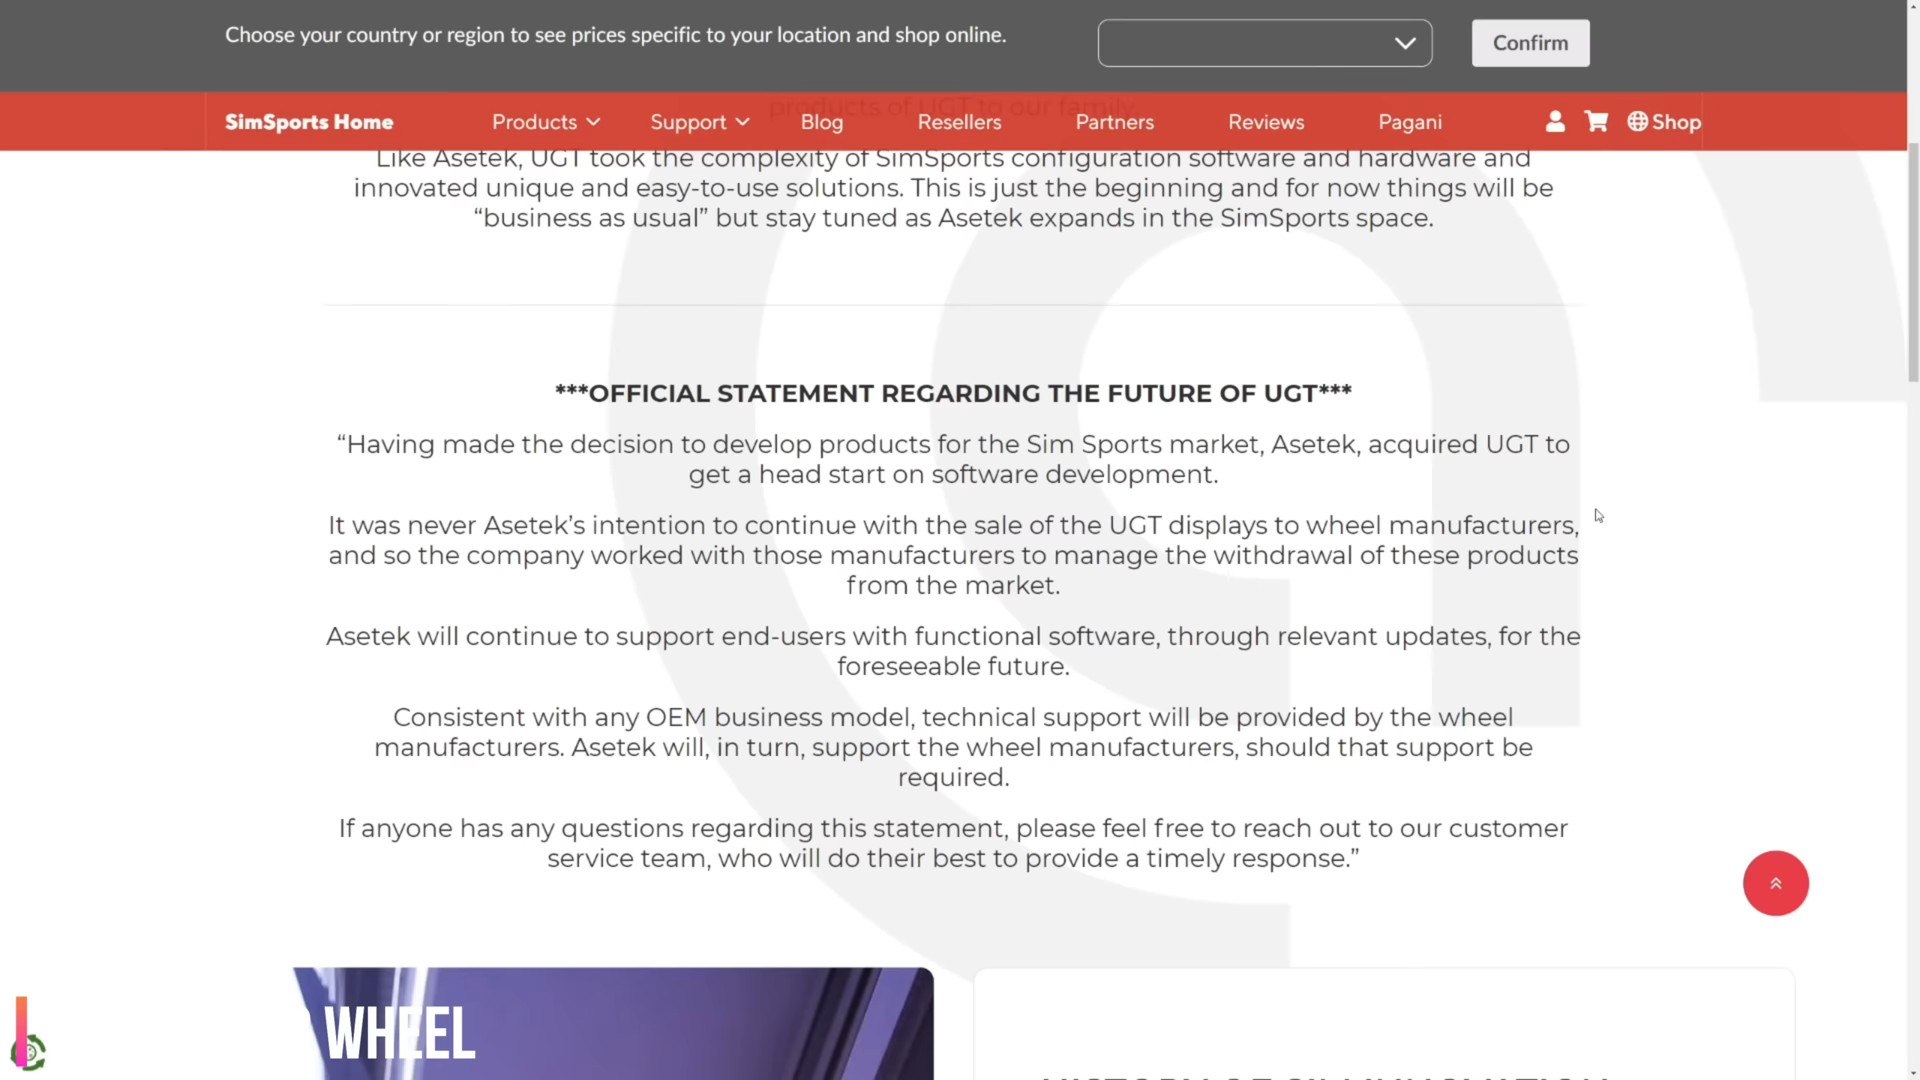 Choose your country or region to see prices specific to your location and shop online.
Confirm
products of UGT to our family.
SimSports Home
Products
Support
Blog
Resellers
Partners
Reviews
Pagani
Shop
Like Asetek, UGT took the complexity of SimSports configuration software and hardware and
innovated unique and easy-to-use solutions. This is just the beginning and for now things will be
“business as usual” but stay tuned as Asetek expands in the SimSports space.
***OFFICIAL STATEMENT REGARDING THE FUTURE OF UGT***
“Having made the decision to develop products for the Sim Sports market, Asetek, acquired UGT to
get a head start on software development.
It was never Asetek’s intention to continue with the sale of the UGT displays to wheel manufacturers,
and so the company worked with those manufacturers to manage the withdrawal of these products
from the market.
Asetek will continue to support end-users with functional software, through relevant updates, for the
foreseeable future.
Consistent with any OEM business model, technical support will be provided by the wheel
manufacturers. Asetek will, in turn, support the wheel manufacturers, should that support be
required.
If anyone has any questions regarding this statement, please feel free to reach out to our customer
service team, who will do their best to provide a timely response.”
WHEEL